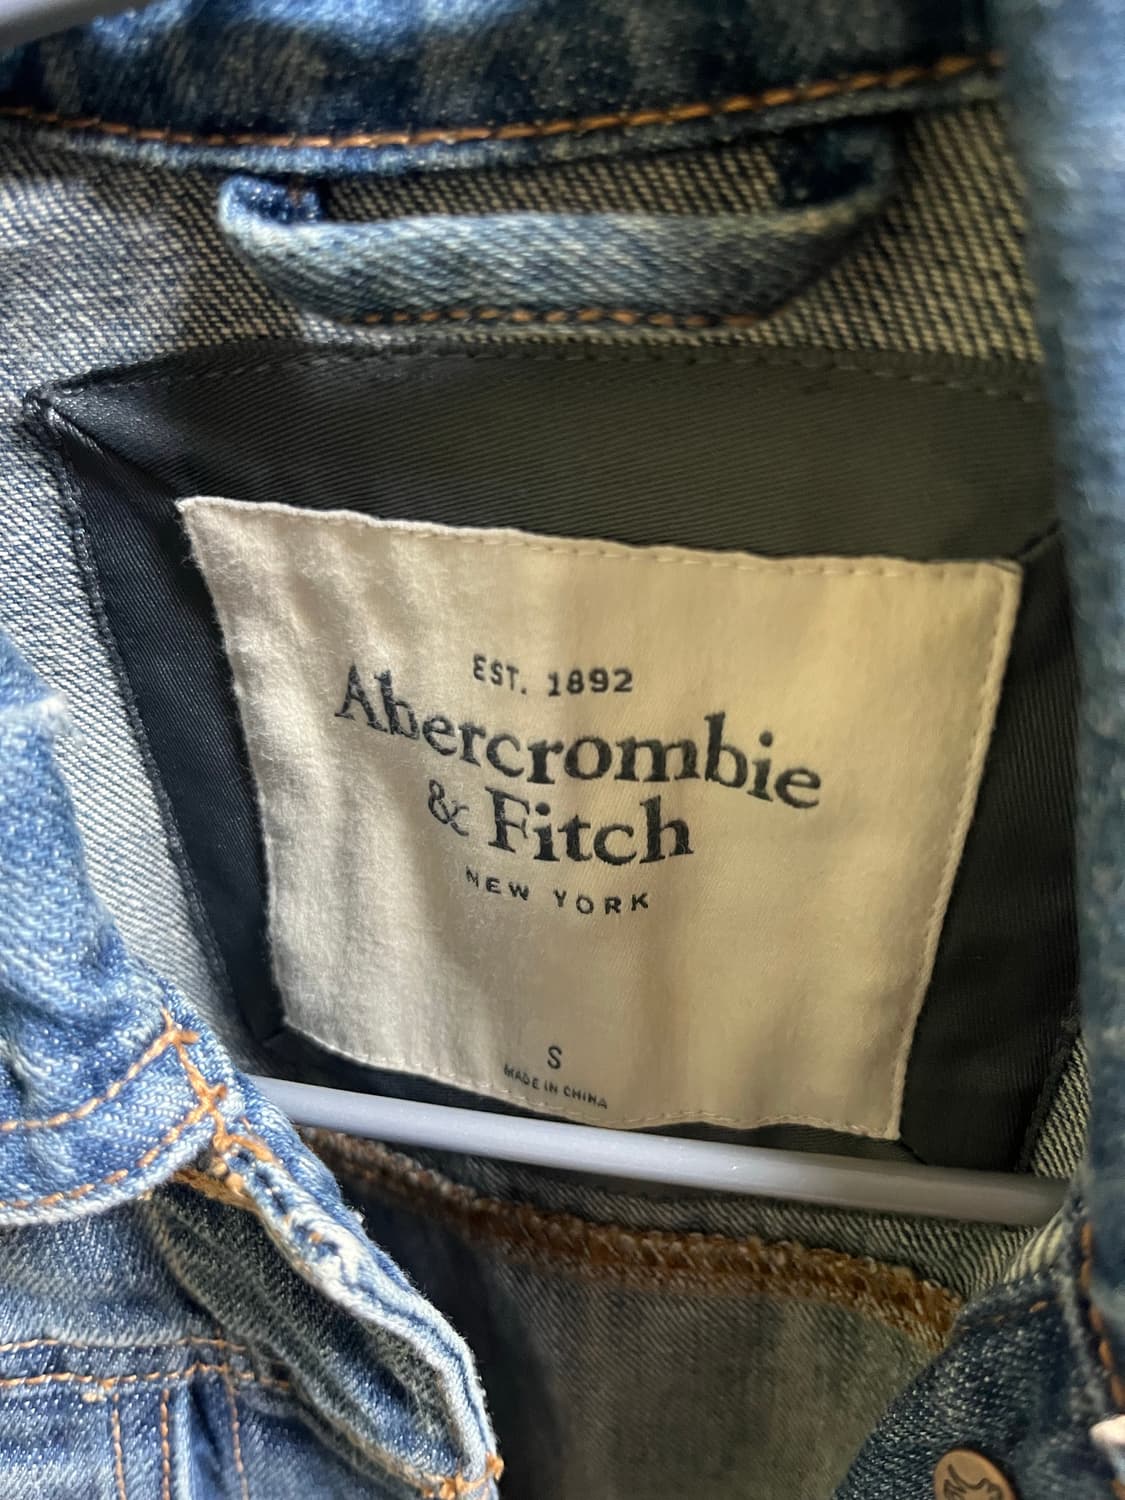 EST. 1892
Abercrombie
& Fitch
NEW YORK
S
MADE IN CHINA